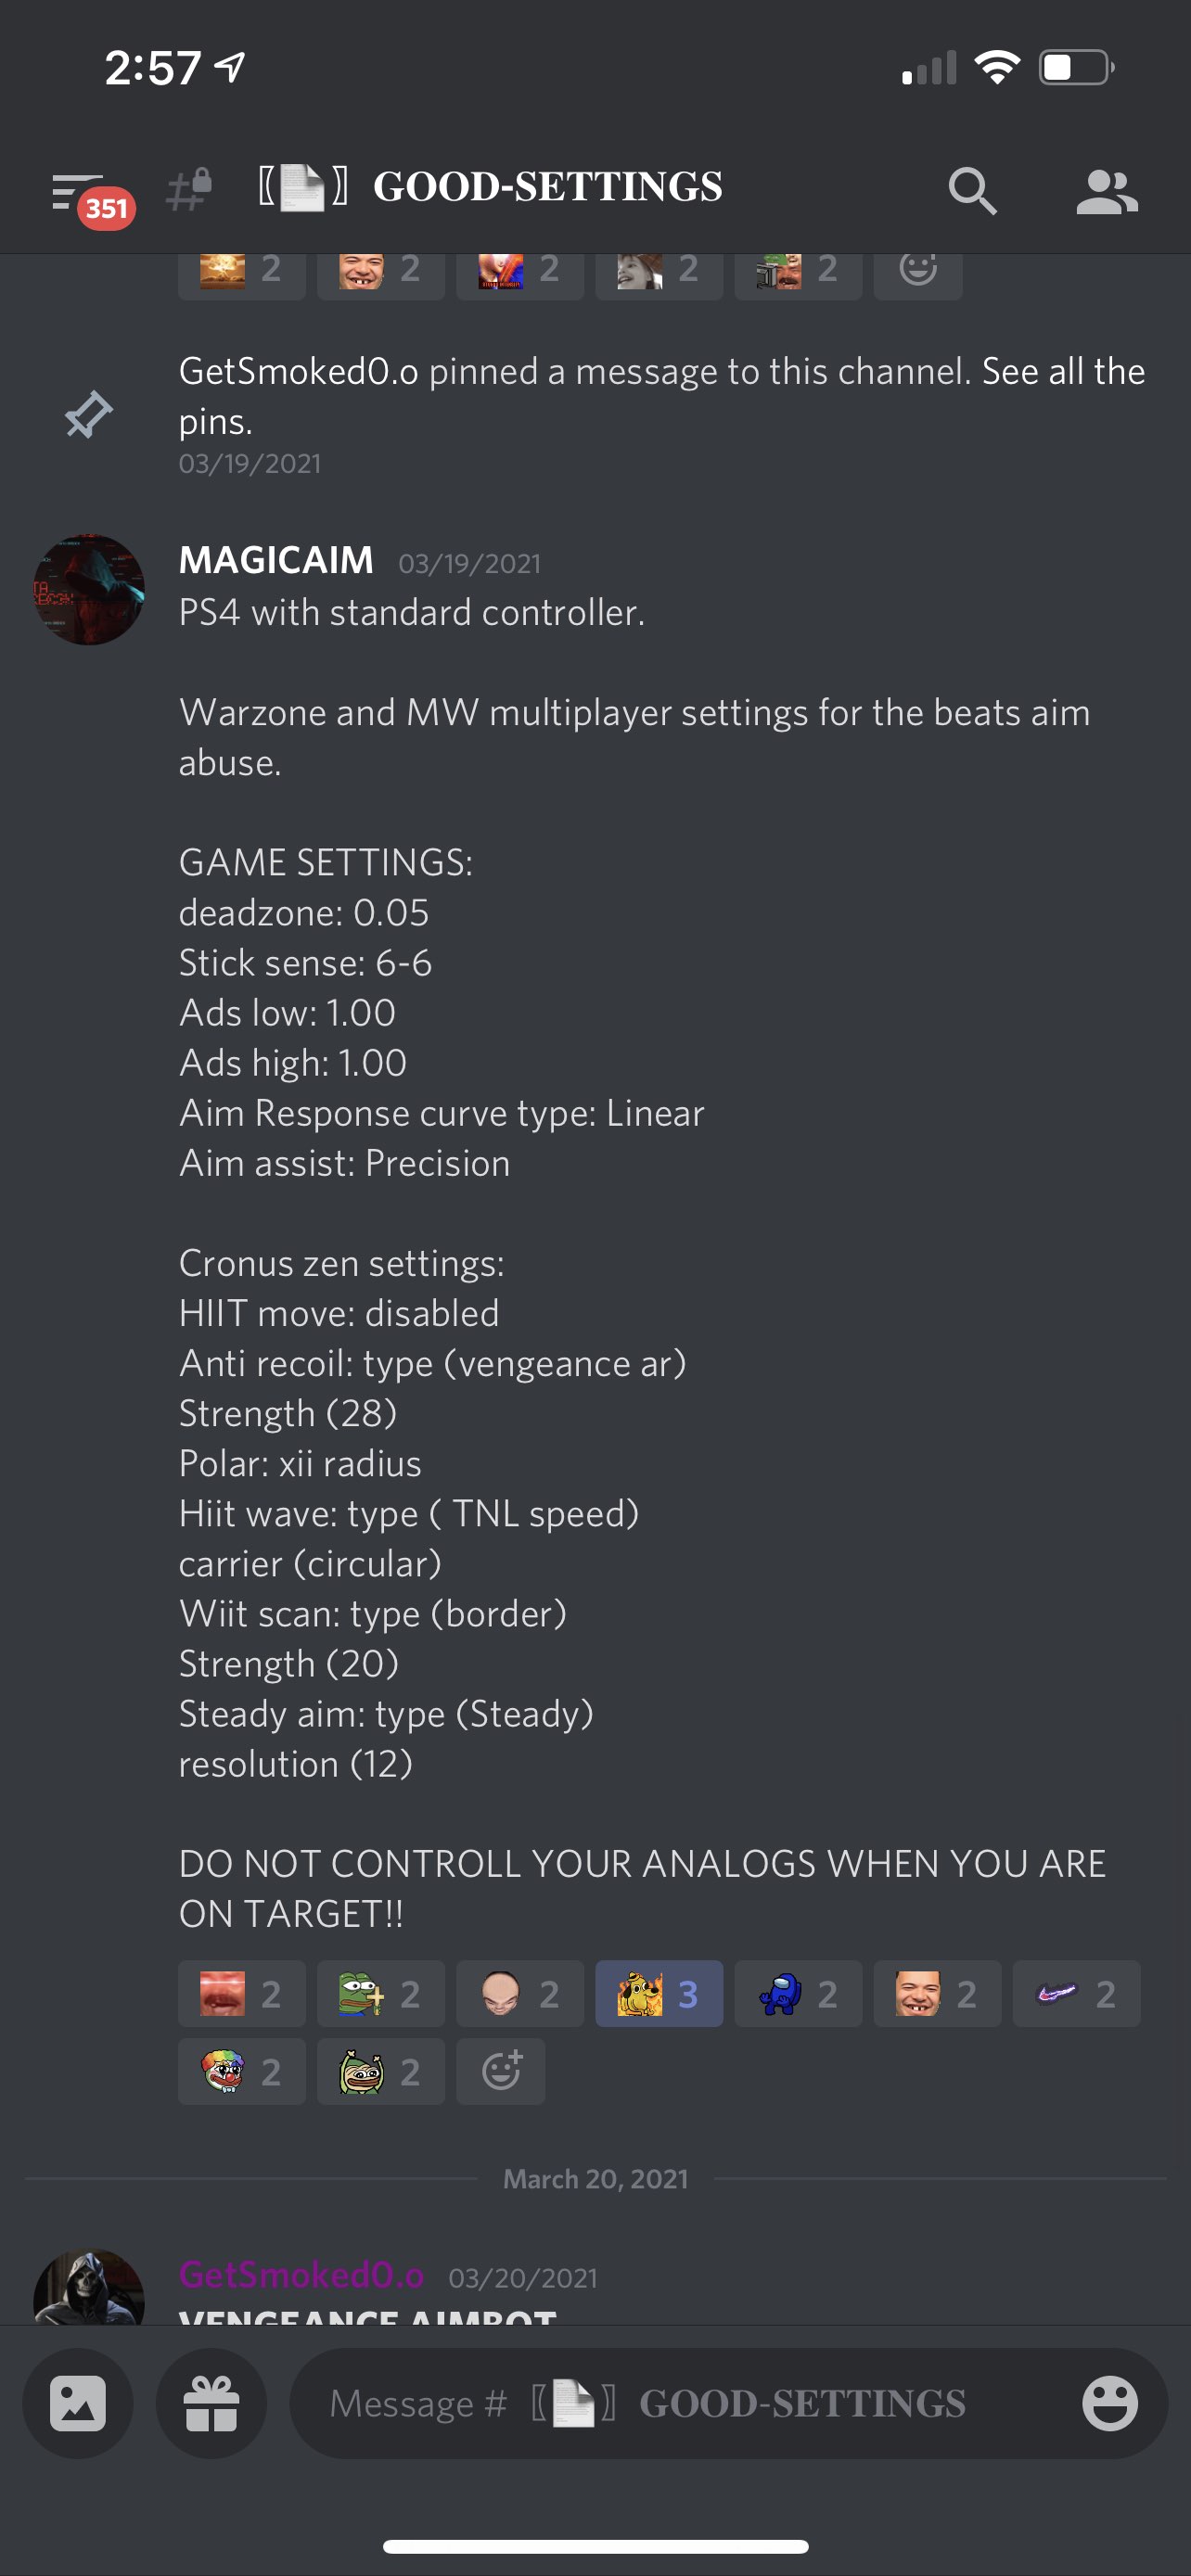 2:57
351
# 〖📄〗 GOOD-SETTINGS
2 2 2 2 2
GetSmoked0.o pinned a message to this channel. See all the
pins.
03/19/2021
MAGICAIM 03/19/2021
PS4 with standard controller.
Warzone and MW multiplayer settings for the beats aim
abuse.
GAME SETTINGS:
deadzone: 0.05
Stick sense: 6-6
Ads low: 1.00
Ads high: 1.00
Aim Response curve type: Linear
Aim assist: Precision
Cronus zen settings:
HIIT move: disabled
Anti recoil: type (vengeance ar)
Strength (28)
Polar: xii radius
Hiit wave: type ( TNL speed)
carrier (circular)
Wiit scan: type (border)
Strength (20)
Steady aim: type (Steady)
resolution (12)
DO NOT CONTROLL YOUR ANALOGS WHEN YOU ARE
ON TARGET!!
2 2 2 3 2 2 2
2 2
March 20, 2021
GetSmoked0.o 03/20/2021
VENGEANCE AIMBOT
Message # 〖📄〗 GOOD-SETTINGS